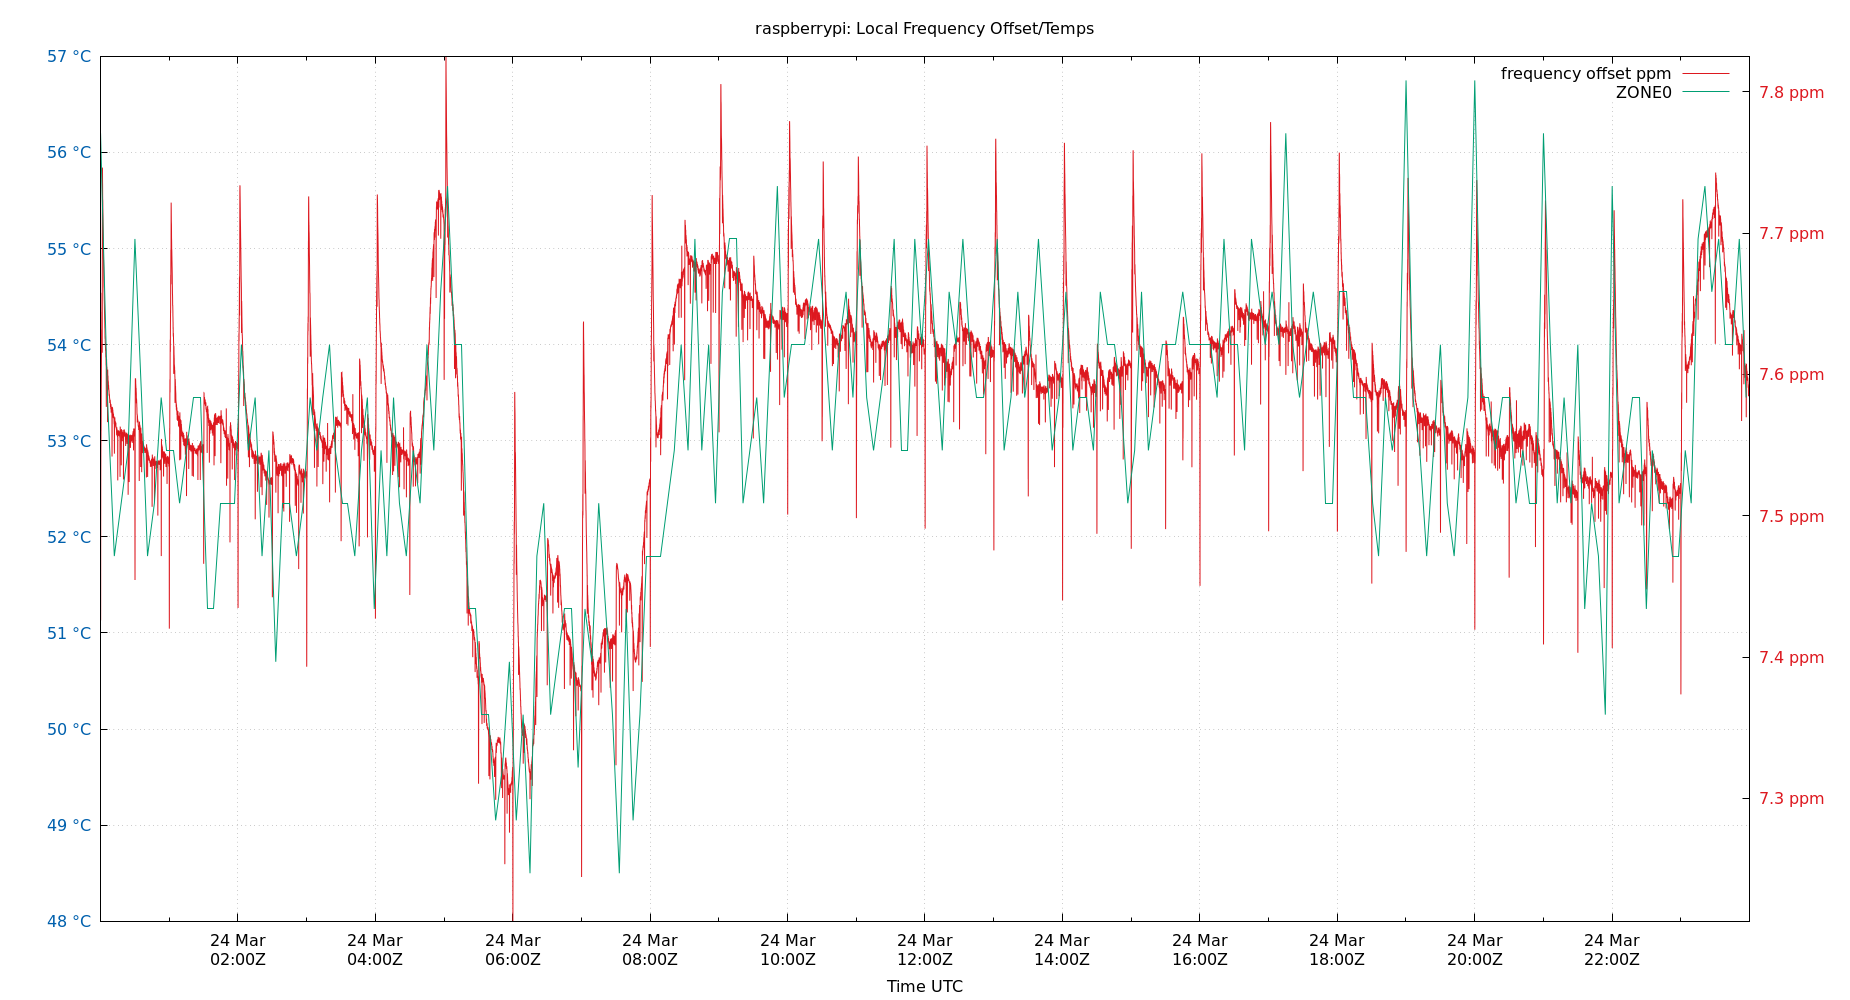 raspberrypi: Local Frequency Offset/Temps
frequency offset ppm
ZONE0
57 °C
56 °C
55 °C
54 °C
53 °C
52 °C
51 °C
50 °C
49 °C
48 °C
7.8 ppm
7.7 ppm
7.6 ppm
7.5 ppm
7.4 ppm
7.3 ppm
24 Mar
02:00Z
24 Mar
04:00Z
24 Mar
06:00Z
24 Mar
08:00Z
24 Mar
10:00Z
24 Mar
12:00Z
24 Mar
14:00Z
24 Mar
16:00Z
24 Mar
18:00Z
24 Mar
20:00Z
24 Mar
22:00Z
Time UTC